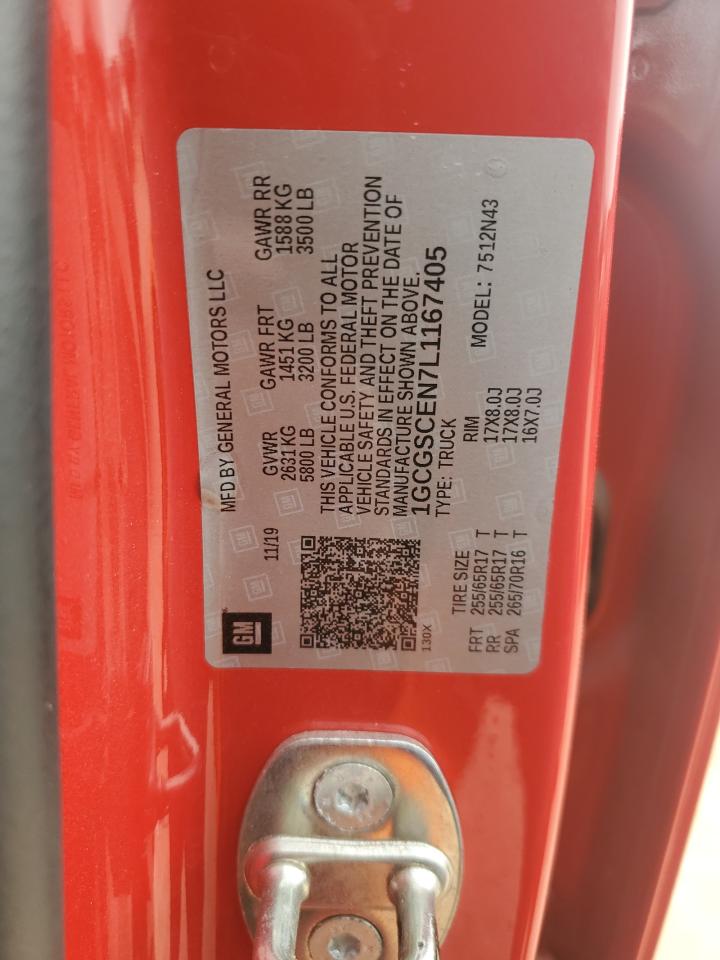 GM
MFD BY GENERAL MOTORS LLC
11/19
GVWR GAWR FRT GAWR RR
2631 KG 1451 KG 1588 KG
5800 LB 3200 LB 3500 LB
THIS VEHICLE CONFORMS TO ALL
APPLICABLE U.S. FEDERAL MOTOR
VEHICLE SAFETY AND THEFT PREVENTION
STANDARDS IN EFFECT ON THE DATE OF
MANUFACTURE SHOWN ABOVE.
1GCGSCEN7L1167405
130X
TYPE: TRUCK
MODEL: 7512N43
TIRE SIZE RIM
FRT 255/65R17 T 17X8.0J
RR 255/65R17 T 17X8.0J
SPA 265/70R16 T 16X7.0J